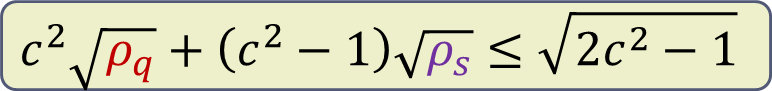 c²√ρ_q + (c² − 1)√ρ_s ≤ √(2c² − 1)